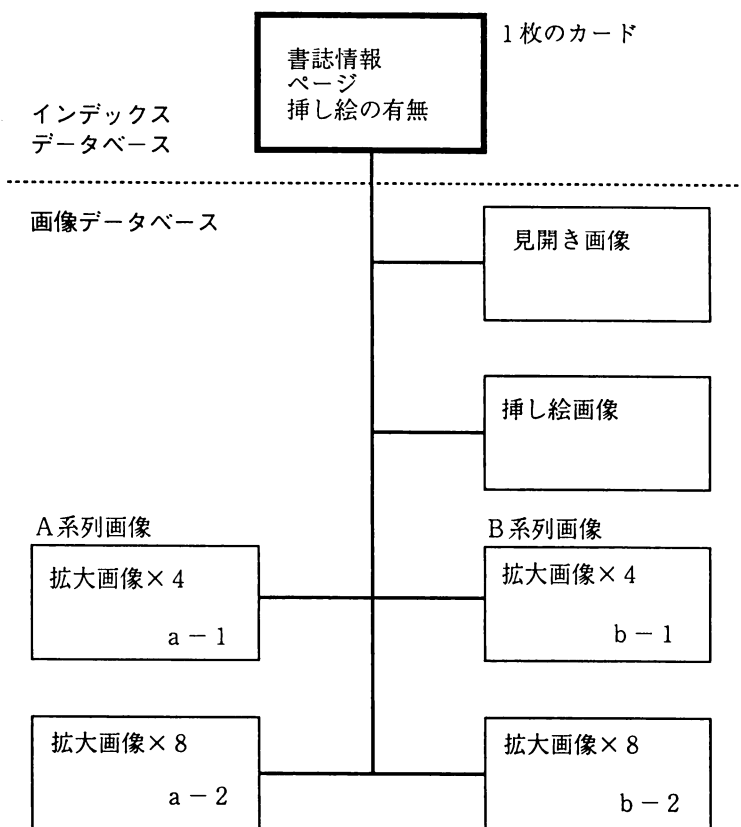 1枚のカード
書誌情報
ページ
挿し絵の有無
インデックス
データベース
画像データベース
見開き画像
挿し絵画像
A系列画像
B系列画像
拡大画像×4
a－1
拡大画像×4
b－1
拡大画像×8
a－2
拡大画像×8
b－2